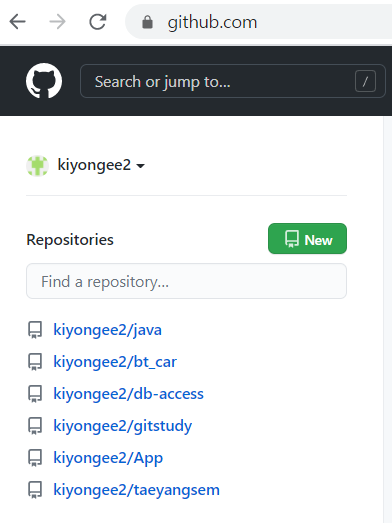 github.com
Search or jump to...
/
kiyongee2
Repositories
New
Find a repository...
kiyongee2/java
kiyongee2/bt_car
kiyongee2/db-access
kiyongee2/gitstudy
kiyongee2/App
kiyongee2/taeyangsem